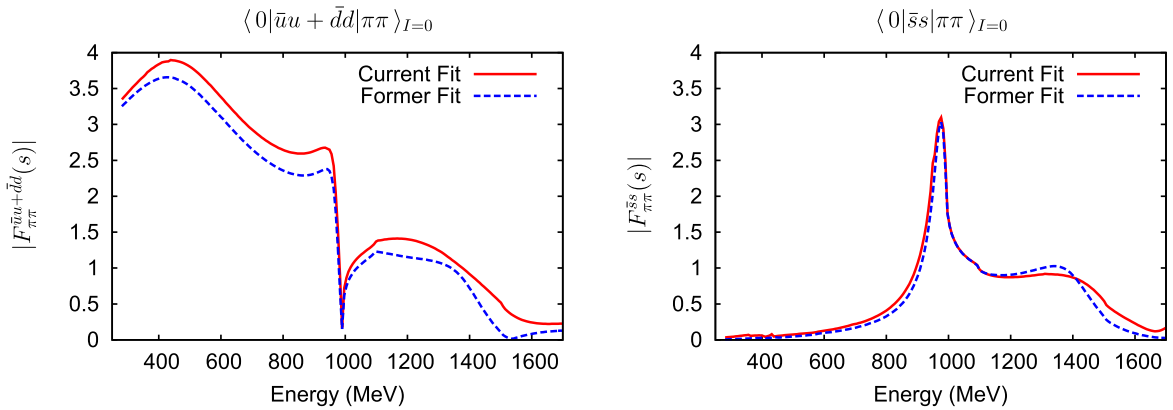 ⟨ 0|ūu + d̄d|ππ ⟩_{I=0}
4
3.5
3
2.5
2
1.5
1
0.5
0
|F_{ππ}^{ūu+d̄d}(s)|
Current Fit
Former Fit
400 600 800 1000 1200 1400 1600
Energy (MeV)
⟨ 0|s̄s|ππ ⟩_{I=0}
4
3.5
3
2.5
2
1.5
1
0.5
0
|F_{ππ}^{s̄s}(s)|
Current Fit
Former Fit
400 600 800 1000 1200 1400 1600
Energy (MeV)